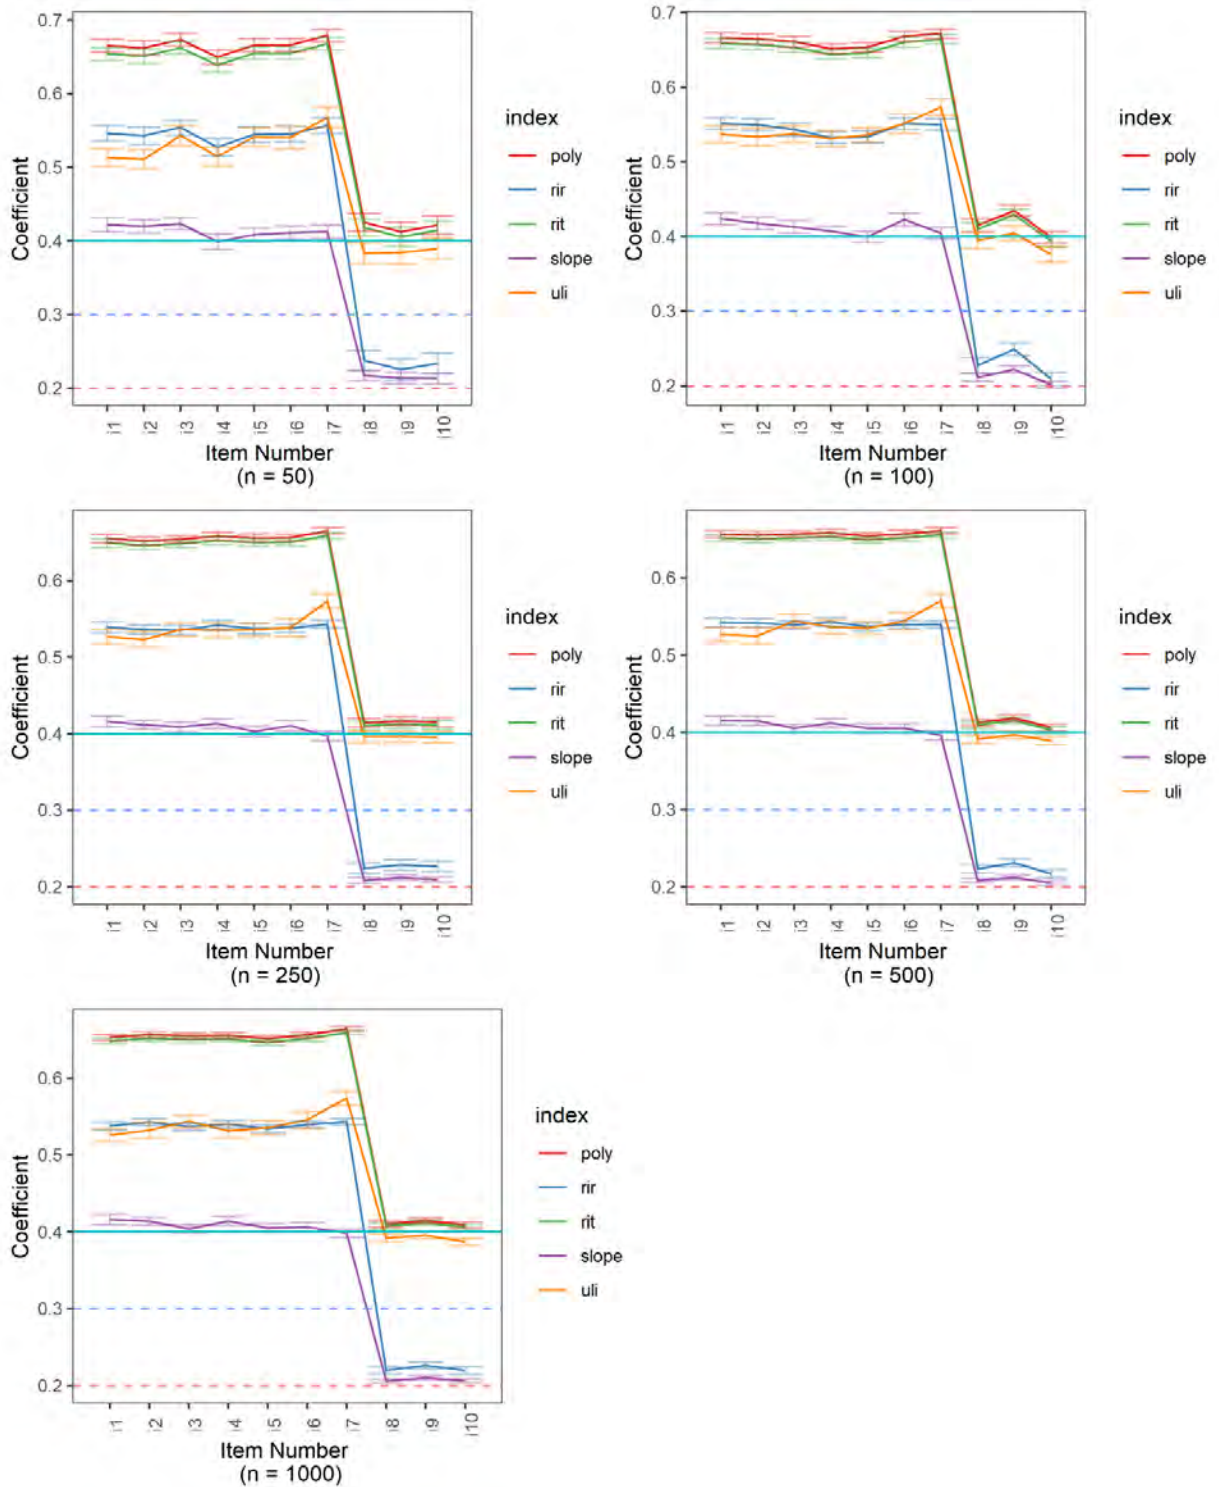 0.7
0.6
0.5
0.4
0.3
0.2
Coefficient
i1 i2 i3 i4 i5 i6 i7 i8 i9 i10
Item Number
(n = 50)
index
poly
rir
rit
slope
uli
0.7
0.6
0.5
0.4
0.3
0.2
Coefficient
i1 i2 i3 i4 i5 i6 i7 i8 i9 i10
Item Number
(n = 100)
index
poly
rir
rit
slope
uli
0.6
0.5
0.4
0.3
0.2
Coefficient
i1 i2 i3 i4 i5 i6 i7 i8 i9 i10
Item Number
(n = 250)
index
poly
rir
rit
slope
uli
0.6
0.5
0.4
0.3
0.2
Coefficient
i1 i2 i3 i4 i5 i6 i7 i8 i9 i10
Item Number
(n = 500)
index
poly
rir
rit
slope
uli
0.6
0.5
0.4
0.3
0.2
Coefficient
i1 i2 i3 i4 i5 i6 i7 i8 i9 i10
Item Number
(n = 1000)
index
poly
rir
rit
slope
uli